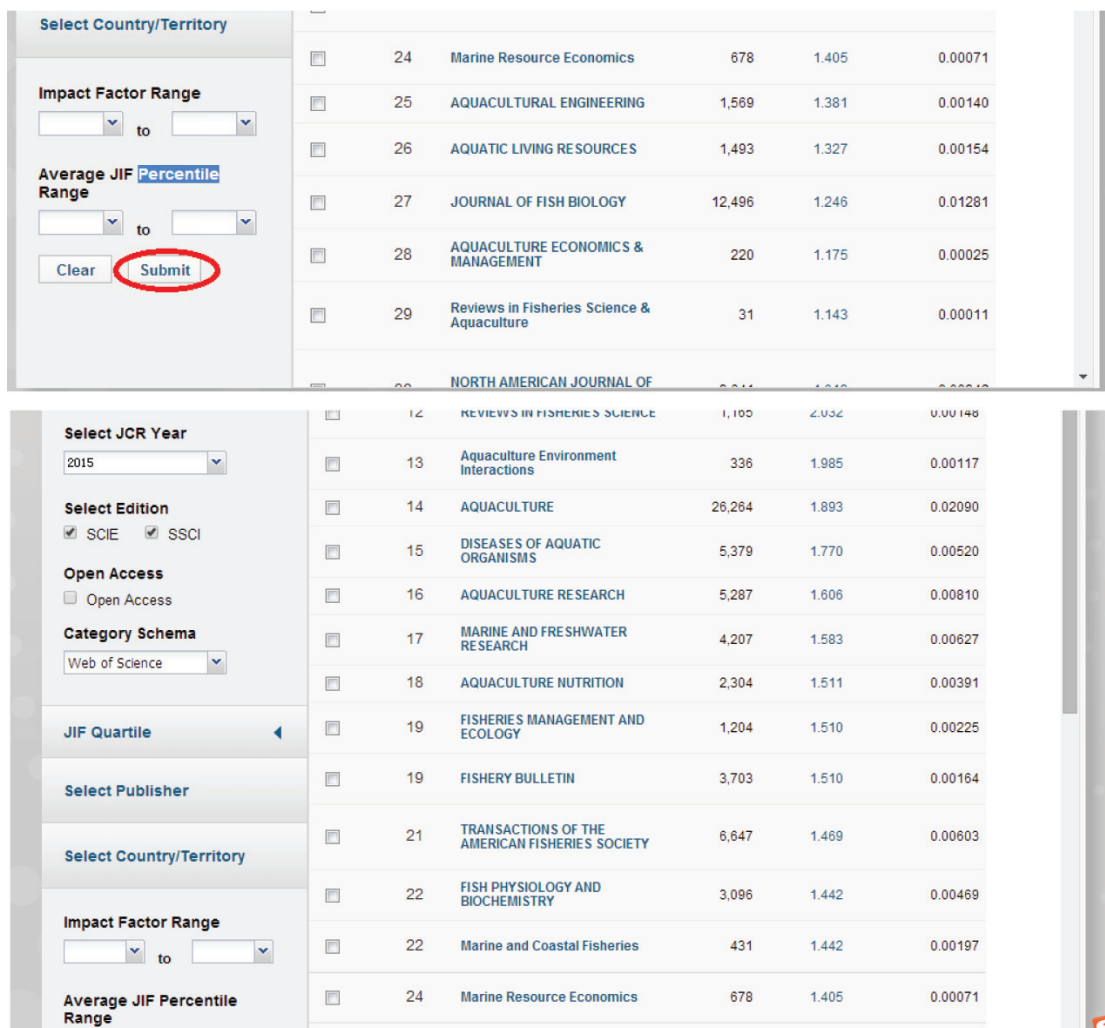 Select Country/Territory
24 Marine Resource Economics 678 1.405 0.00071
Impact Factor Range
to
25 AQUACULTURAL ENGINEERING 1,569 1.381 0.00140
26 AQUATIC LIVING RESOURCES 1,493 1.327 0.00154
Average JIF Percentile
Range
to
27 JOURNAL OF FISH BIOLOGY 12,496 1.246 0.01281
28 AQUACULTURE ECONOMICS &
MANAGEMENT 220 1.175 0.00025
Clear Submit
29 Reviews in Fisheries Science &
Aquaculture 31 1.143 0.00011
NORTH AMERICAN JOURNAL OF
12 REVIEWS IN FISHERIES SCIENCE 1,165 2.032 0.00148
Select JCR Year
2015
13 Aquaculture Environment
Interactions 336 1.985 0.00117
Select Edition
SCIE SSCI
14 AQUACULTURE 26,264 1.893 0.02090
15 DISEASES OF AQUATIC
ORGANISMS 5,379 1.770 0.00520
Open Access
Open Access
16 AQUACULTURE RESEARCH 5,287 1.606 0.00810
Category Schema
Web of Science
17 MARINE AND FRESHWATER
RESEARCH 4,207 1.583 0.00627
18 AQUACULTURE NUTRITION 2,304 1.511 0.00391
JIF Quartile
19 FISHERIES MANAGEMENT AND
ECOLOGY 1,204 1.510 0.00225
Select Publisher
19 FISHERY BULLETIN 3,703 1.510 0.00164
21 TRANSACTIONS OF THE
AMERICAN FISHERIES SOCIETY 6,647 1.469 0.00603
Select Country/Territory
22 FISH PHYSIOLOGY AND
BIOCHEMISTRY 3,096 1.442 0.00469
Impact Factor Range
to
22 Marine and Coastal Fisheries 431 1.442 0.00197
Average JIF Percentile
Range
24 Marine Resource Economics 678 1.405 0.00071